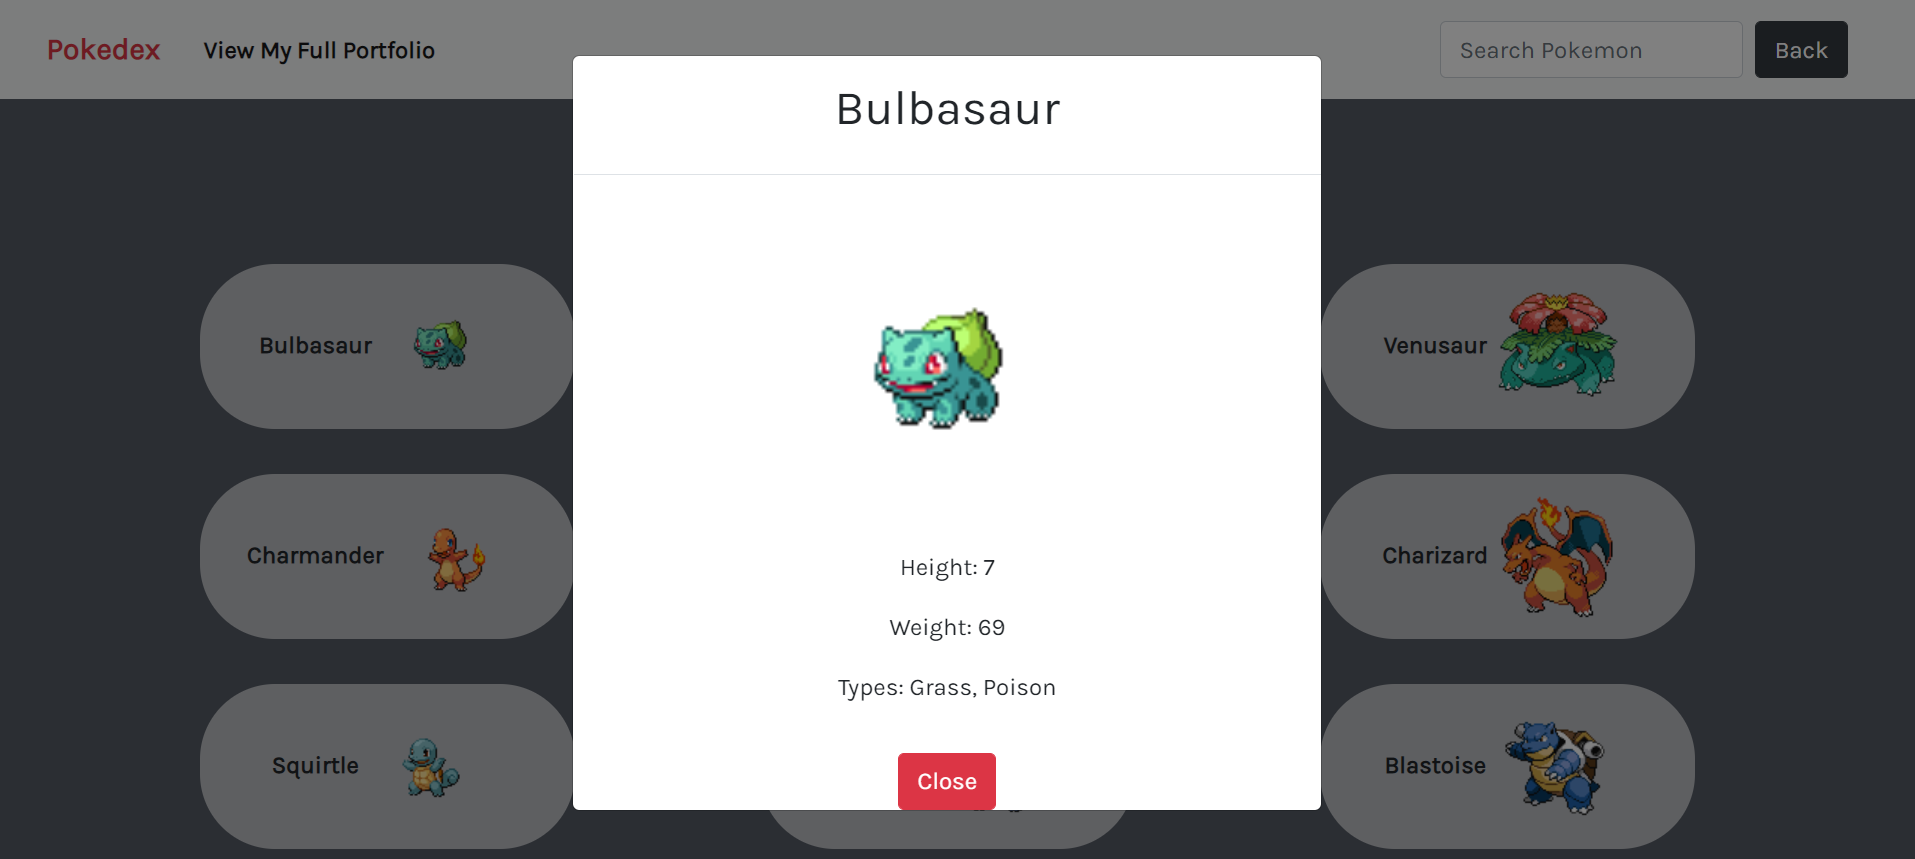 Pokedex
View My Full Portfolio
Search Pokemon
Back
Bulbasaur
Height: 7
Weight: 69
Types: Grass, Poison
Close
Bulbasaur
Venusaur
Charmander
Charizard
Squirtle
Blastoise